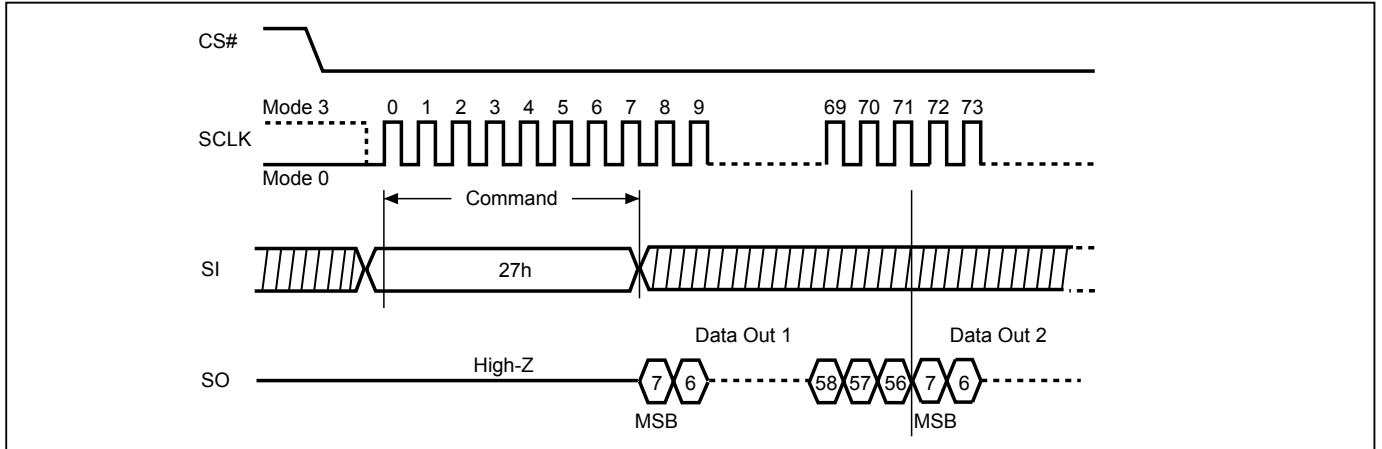 CS#
Mode 3 0 1 2 3 4 5 6 7 8 9 69 70 71 72 73
SCLK
Mode 0
Command
SI 27h
Data Out 1 Data Out 2
High-Z
SO 7 6 58 57 56 7 6
MSB MSB